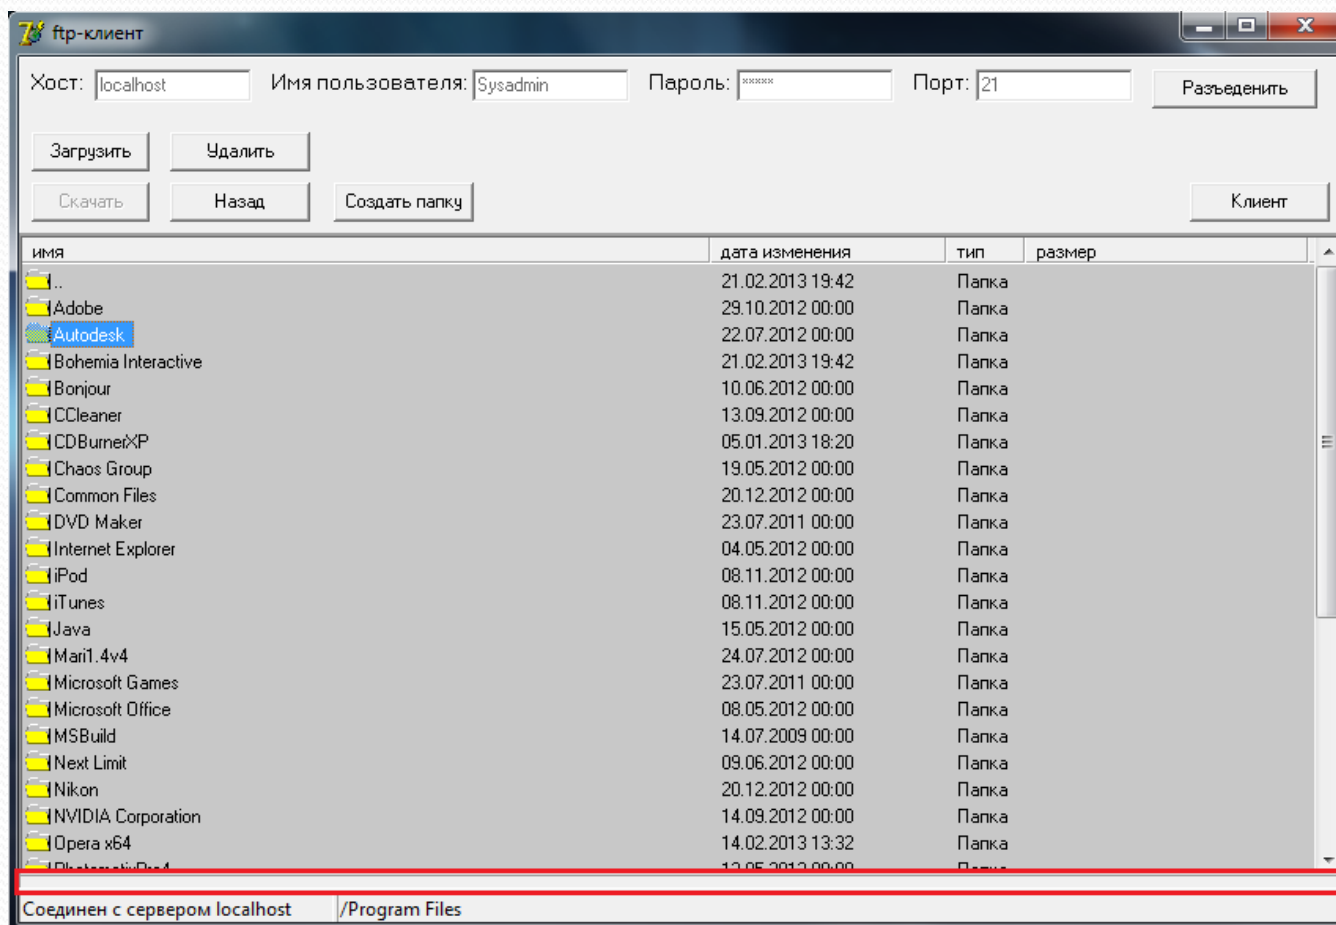 ftp-клиент
Хост: localhost Имя пользователя: Sysadmin Пароль: ***** Порт: 21 Разъеденить
Загрузить Удалить
Скачать Назад Создать папку Клиент
имя дата изменения тип размер
.. 21.02.2013 19:42 Папка
Adobe 29.10.2012 00:00 Папка
Autodesk 22.07.2012 00:00 Папка
Bohemia Interactive 21.02.2013 19:42 Папка
Bonjour 10.06.2012 00:00 Папка
CCleaner 13.09.2012 00:00 Папка
CDBurnerXP 05.01.2013 18:20 Папка
Chaos Group 19.05.2012 00:00 Папка
Common Files 20.12.2012 00:00 Папка
DVD Maker 23.07.2011 00:00 Папка
Internet Explorer 04.05.2012 00:00 Папка
iPod 08.11.2012 00:00 Папка
iTunes 08.11.2012 00:00 Папка
Java 15.05.2012 00:00 Папка
Mari1.4v4 24.07.2012 00:00 Папка
Microsoft Games 23.07.2011 00:00 Папка
Microsoft Office 08.05.2012 00:00 Папка
MSBuild 14.07.2009 00:00 Папка
Next Limit 09.06.2012 00:00 Папка
Nikon 20.12.2012 00:00 Папка
NVIDIA Corporation 14.09.2012 00:00 Папка
Opera x64 14.02.2013 13:32 Папка
Соединен с сервером localhost /Program Files